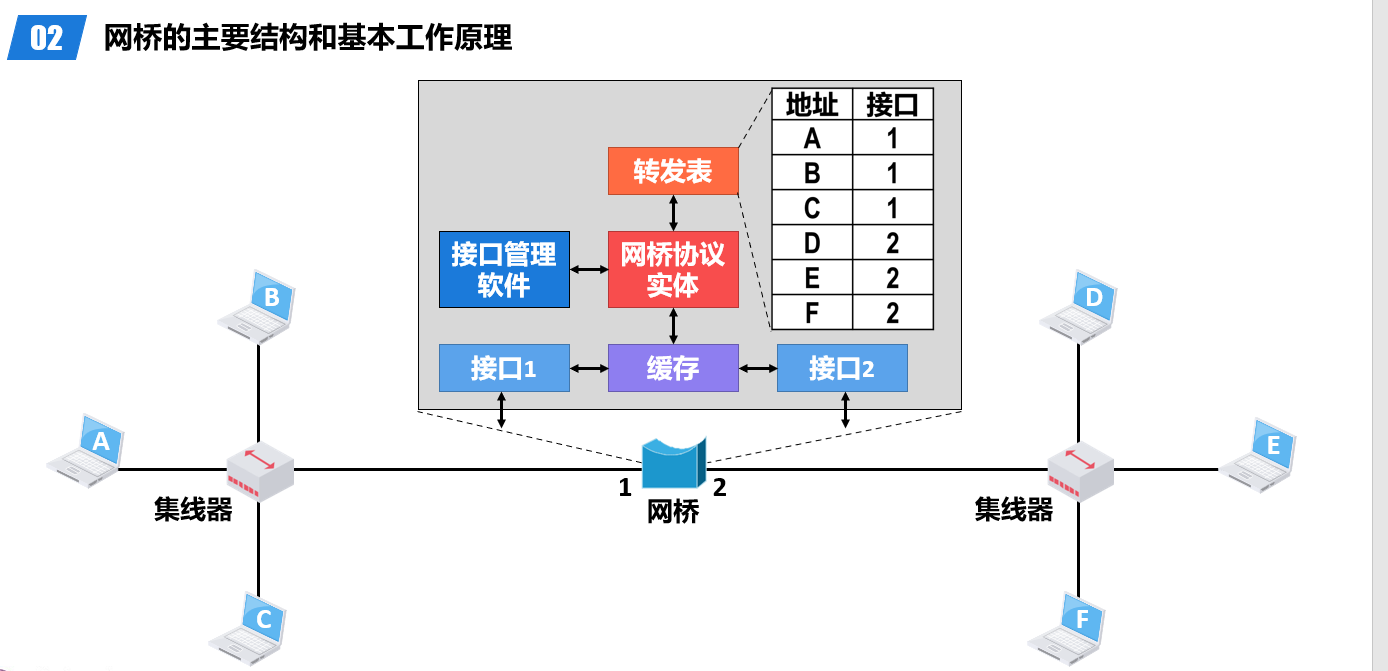 02 网桥的主要结构和基本工作原理
地址 接口
A 1
B 1
C 1
D 2
E 2
F 2
转发表
接口管理
软件
网桥协议
实体
接口1
缓存
接口2
B
A
C
集线器
1
2
网桥
D
E
F
集线器